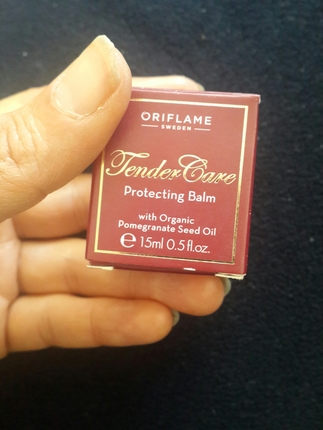 ORIFLAME
SWEDEN
Tender Care
Protecting Balm
with Organic
Pomegranate Seed Oil
℮ 15ml 0.5 fl.oz.